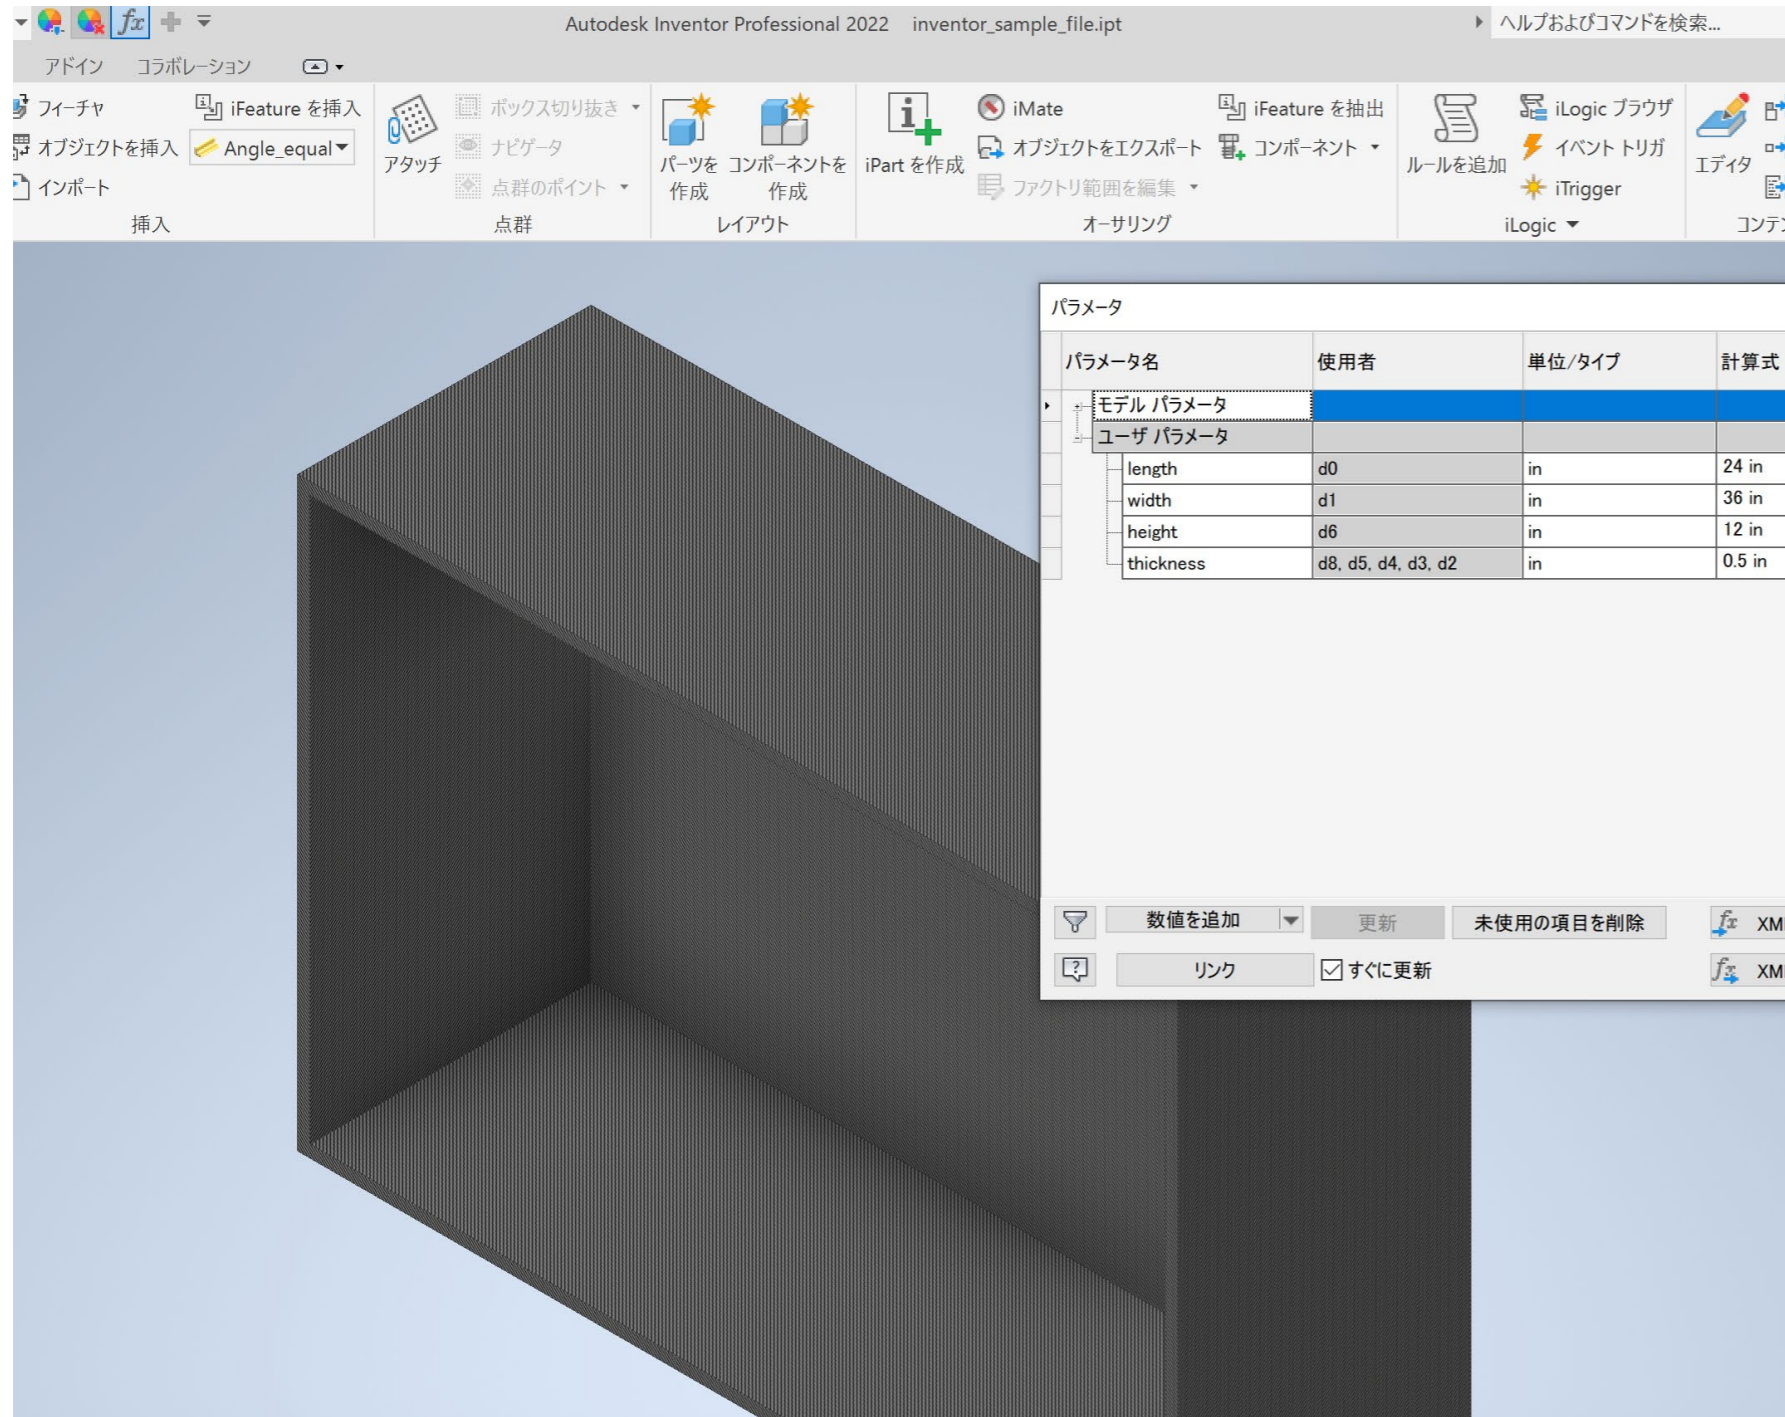 fx
Autodesk Inventor Professional 2022 inventor_sample_file.ipt
ヘルプおよびコマンドを検索...
アドイン コラボレーション
フィーチャ
iFeature を挿入
オブジェクトを挿入
Angle_equal
インポート
挿入
アタッチ
ボックス切り抜き
ナビゲータ
点群のポイント
点群
パーツを
作成
コンポーネントを
作成
レイアウト
iPart を作成
iMate
iFeature を抽出
オブジェクトをエクスポート
コンポーネント
ファクトリ範囲を編集
オーサリング
ルールを追加
iLogic ブラウザ
イベント トリガ
iTrigger
iLogic
エディタ
コンテン
パラメータ
パラメータ名 使用者 単位/タイプ 計算式
モデル パラメータ
ユーザ パラメータ
length d0 in 24 in
width d1 in 36 in
height d6 in 12 in
thickness d8, d5, d4, d3, d2 in 0.5 in
数値を追加 更新 未使用の項目を削除 fx XM
リンク すぐに更新 fx XM